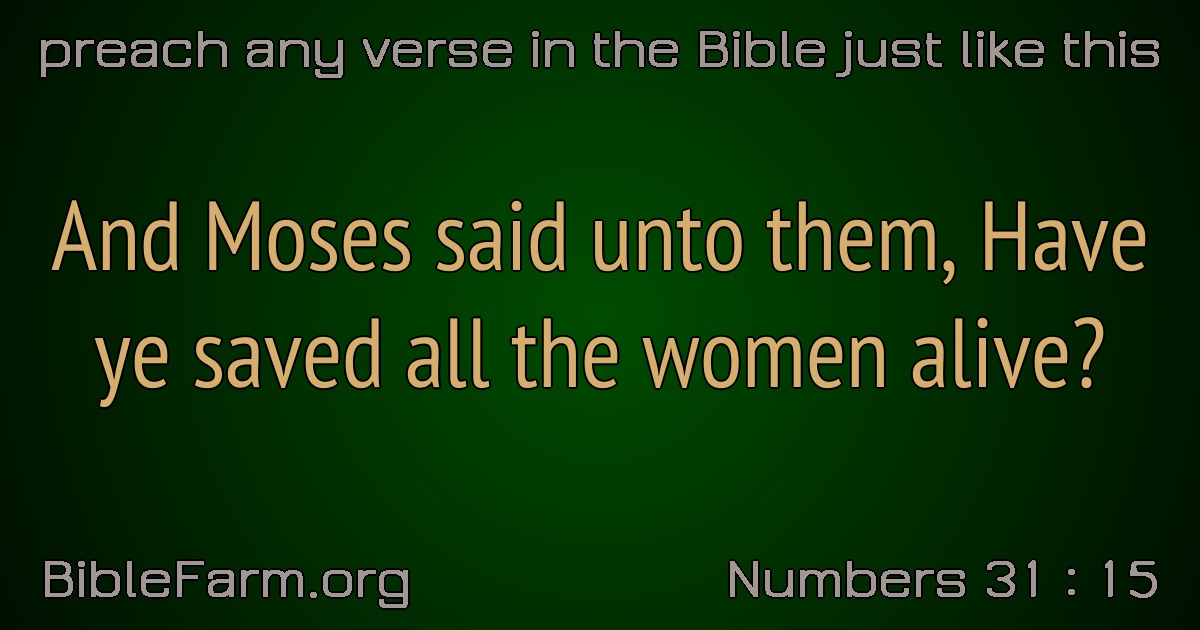 preach any verse in the Bible just like this
And Moses said unto them, Have
ye saved all the women alive?
BibleFarm.org
Numbers 31 : 15